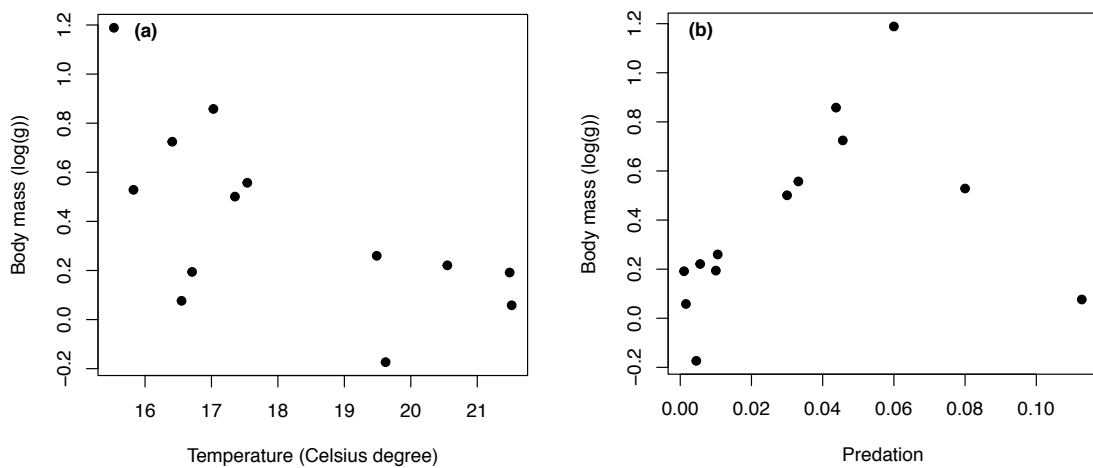 (a)
Body mass (log(g))
1.2
1.0
0.8
0.6
0.4
0.2
0.0
−0.2
16 17 18 19 20 21
Temperature (Celsius degree)
(b)
Body mass (log(g))
1.2
1.0
0.8
0.6
0.4
0.2
0.0
−0.2
0.00 0.02 0.04 0.06 0.08 0.10
Predation